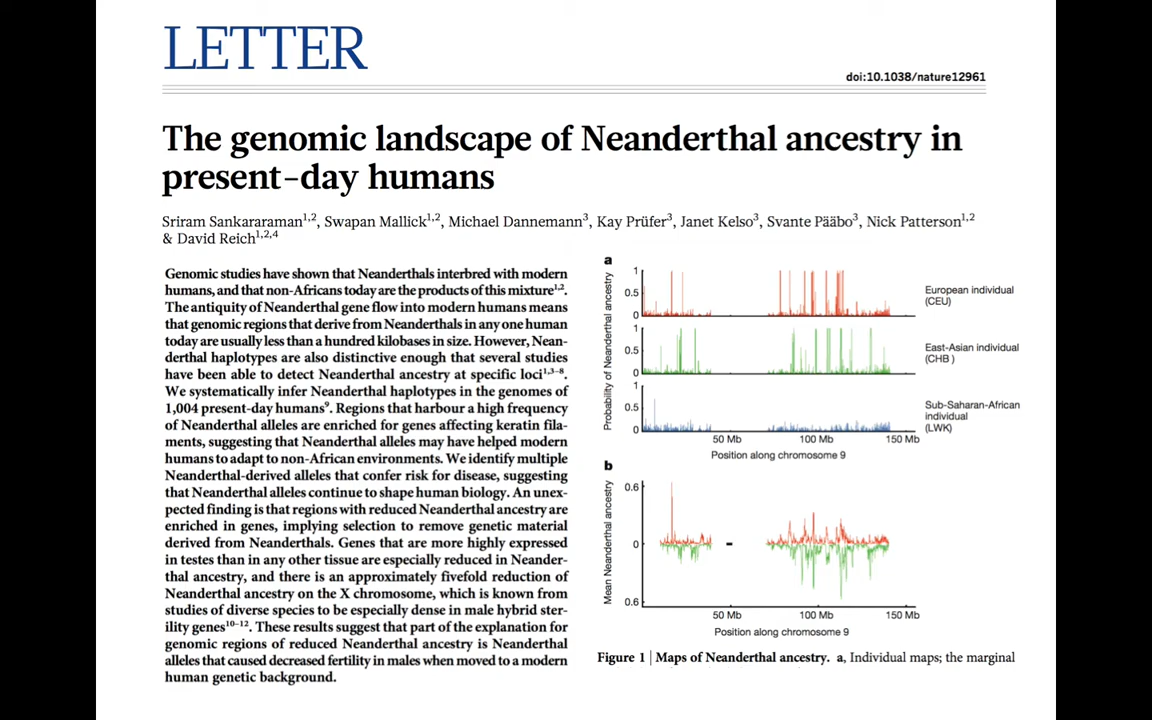 LETTER
doi:10.1038/nature12961
The genomic landscape of Neanderthal ancestry in
present-day humans
Sriram Sankararaman1,2, Swapan Mallick1,2, Michael Dannemann3, Kay Prüfer3, Janet Kelso3, Svante Pääbo3, Nick Patterson1,2
& David Reich1,2,4
Genomic studies have shown that Neanderthals interbred with modern
humans, and that non-Africans today are the products of this mixture1,2.
The antiquity of Neanderthal gene flow into modern humans means
that genomic regions that derive from Neanderthals in any one human
today are usually less than a hundred kilobases in size. However, Nean-
derthal haplotypes are also distinctive enough that several studies
have been able to detect Neanderthal ancestry at specific loci1,3–8.
We systematically infer Neanderthal haplotypes in the genomes of
1,004 present-day humans9. Regions that harbour a high frequency
of Neanderthal alleles are enriched for genes affecting keratin fila-
ments, suggesting that Neanderthal alleles may have helped modern
humans to adapt to non-African environments. We identify multiple
Neanderthal-derived alleles that confer risk for disease, suggesting
that Neanderthal alleles continue to shape human biology. An unex-
pected finding is that regions with reduced Neanderthal ancestry are
enriched in genes, implying selection to remove genetic material
derived from Neanderthals. Genes that are more highly expressed
in testes than in any other tissue are especially reduced in Neander-
thal ancestry, and there is an approximately fivefold reduction of
Neanderthal ancestry on the X chromosome, which is known from
studies of diverse species to be especially dense in male hybrid ster-
ility genes10–12. These results suggest that part of the explanation for
genomic regions of reduced Neanderthal ancestry is Neanderthal
alleles that caused decreased fertility in males when moved to a modern
human genetic background.
a
Probability of Neanderthal ancestry
1
0.5
0
European individual
(CEU)
1
0.5
0
East-Asian individual
(CHB )
1
0.5
0
Sub-Saharan-African
individual
(LWK)
50 Mb 100 Mb 150 Mb
Position along chromosome 9
b
Mean Neanderthal ancestry
0.6
0
0.6
50 Mb 100 Mb 150 Mb
Position along chromosome 9
Figure 1 | Maps of Neanderthal ancestry. a, Individual maps; the marginal